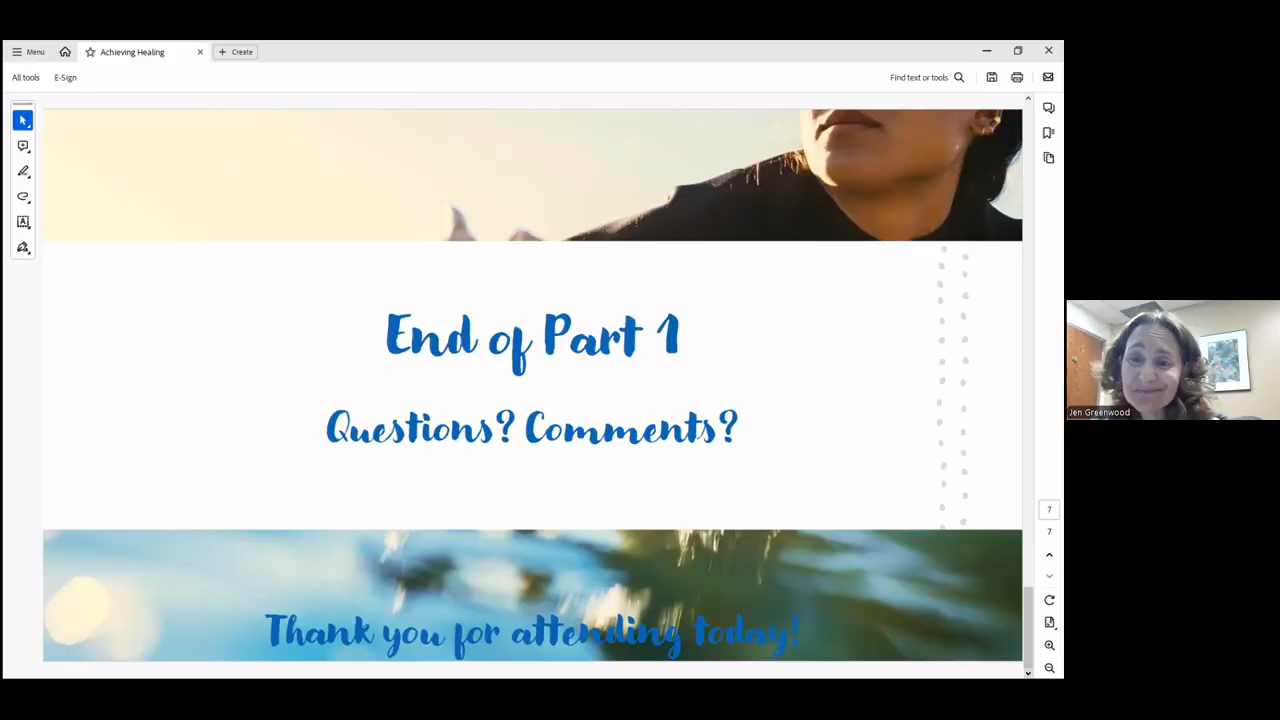 Menu
Achieving Healing
Create
All tools
E-Sign
Find text or tools
End of Part 1
Questions? Comments?
Thank you for attending today!
7
7
Jen Greenwood